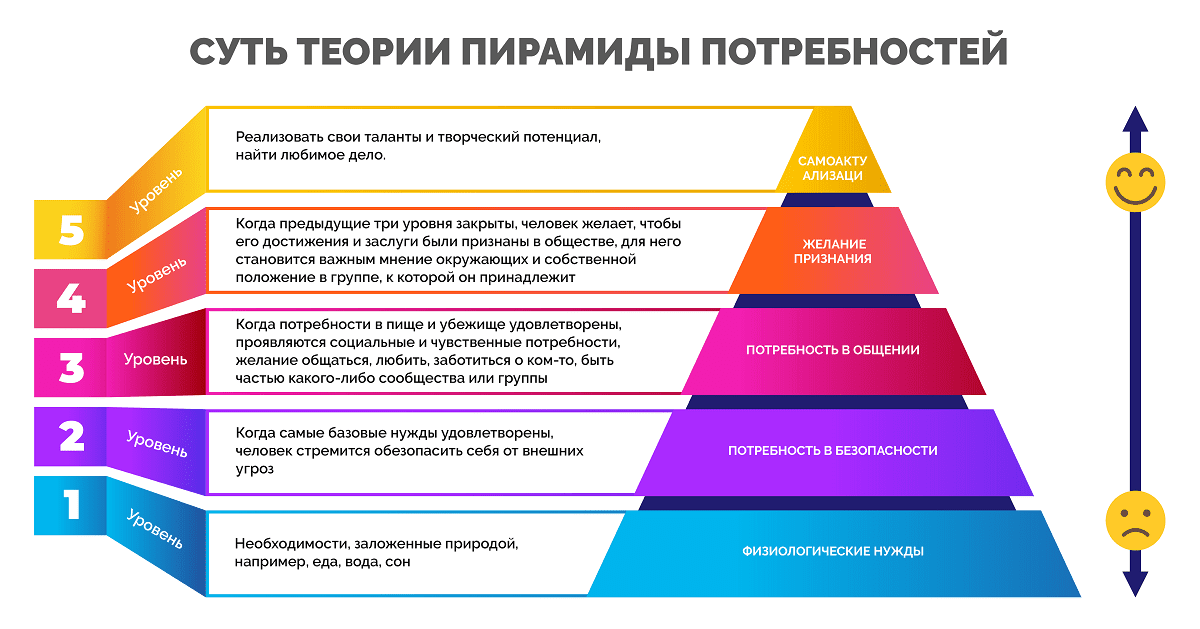 СУТЬ ТЕОРИИ ПИРАМИДЫ ПОТРЕБНОСТЕЙ
5
Уровень
Реализовать свои таланты и творческий потенциал,
найти любимое дело.
САМОАКТУ
АЛИЗАЦИ
4
Уровень
Когда предыдущие три уровня закрыты, человек желает, чтобы
его достижения и заслуги были признаны в обществе, для него
становится важным мнение окружающих и собственной
положение в группе, к которой он принадлежит
ЖЕЛАНИЕ
ПРИЗНАНИЯ
3
Уровень
Когда потребности в пище и убежище удовлетворены,
проявляются социальные и чувственные потребности,
желание общаться, любить, заботиться о ком-то, быть
частью какого-либо сообщества или группы
ПОТРЕБНОСТЬ В ОБЩЕНИИ
2
Уровень
Когда самые базовые нужды удовлетворены,
человек стремится обезопасить себя от внешних
угроз
ПОТРЕБНОСТЬ В БЕЗОПАСНОСТИ
1
Уровень
Необходимости, заложенные природой,
например, еда, вода, сон
ФИЗИОЛОГИЧЕСКИЕ НУЖДЫ